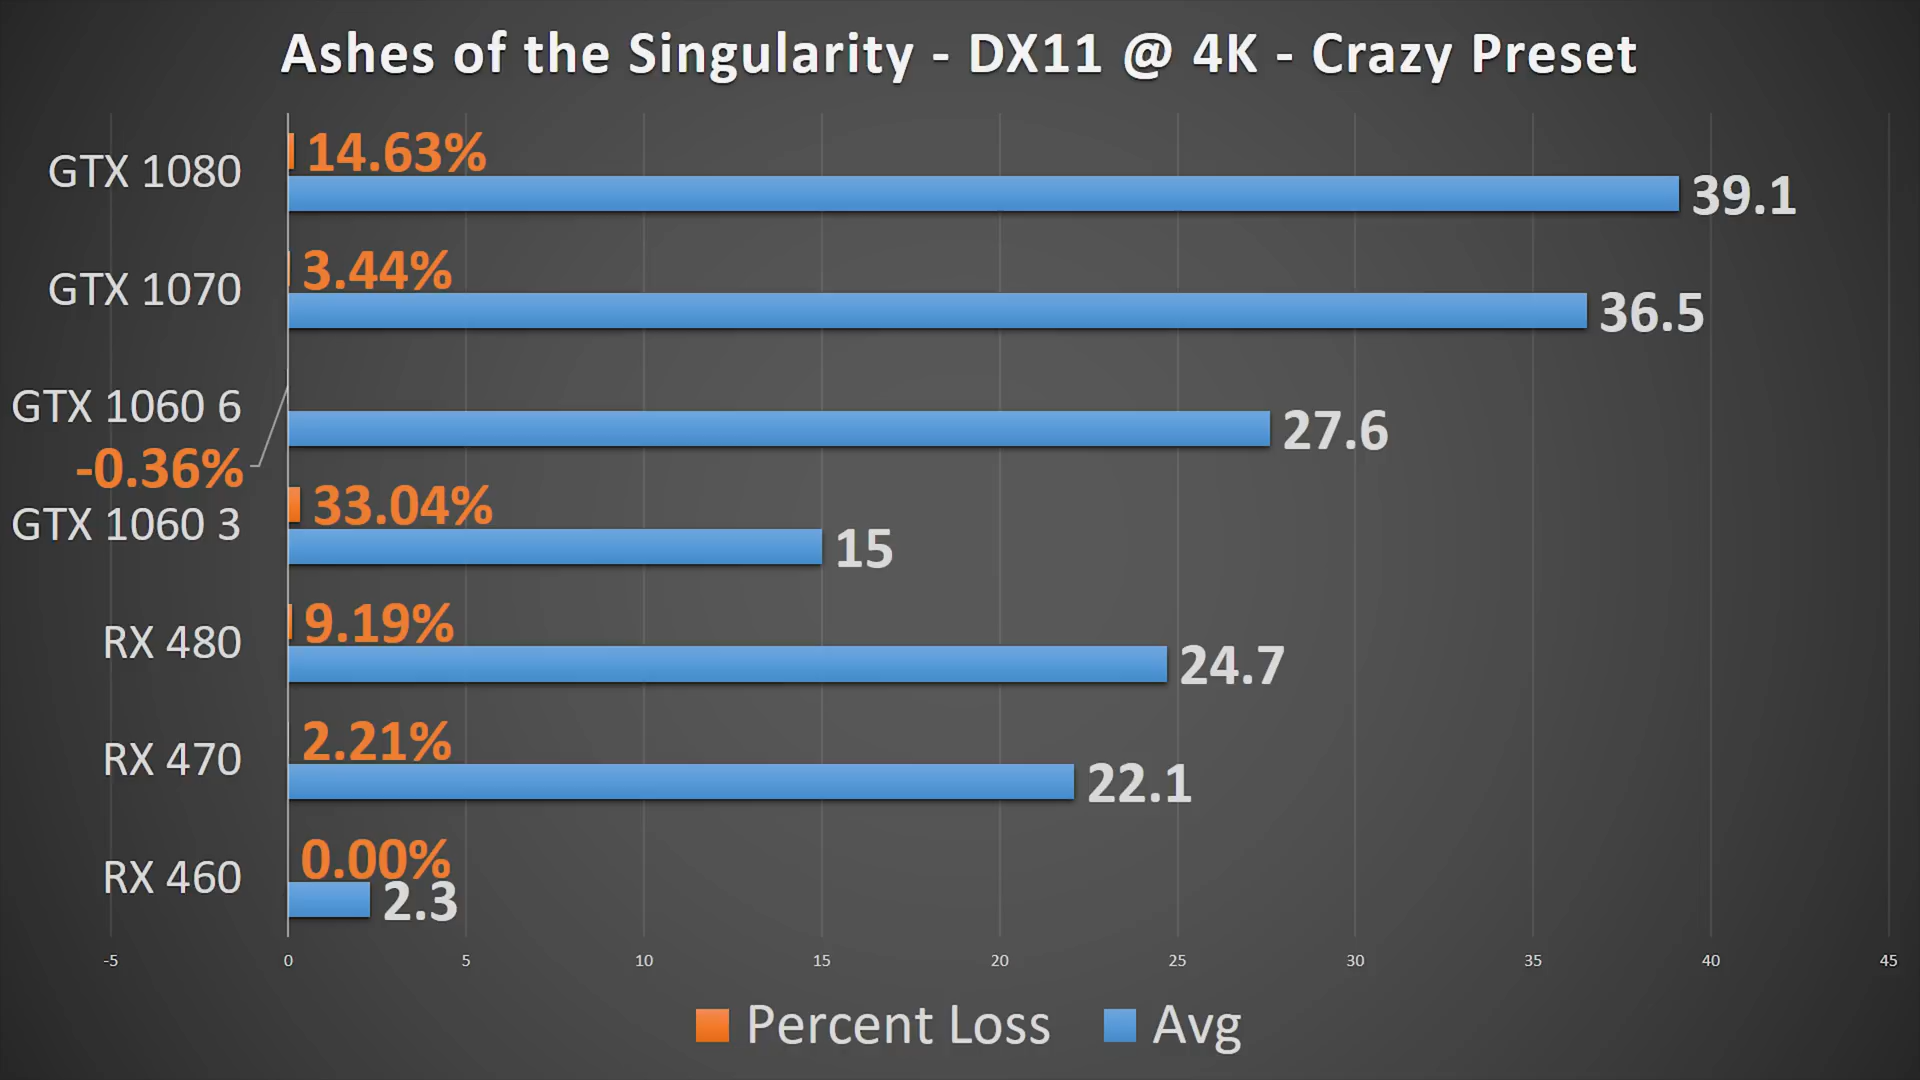 Ashes of the Singularity - DX11 @ 4K - Crazy Preset
GTX 1080
14.63%
39.1
GTX 1070
3.44%
36.5
GTX 1060 6
-0.36%
27.6
GTX 1060 3
33.04%
15
RX 480
9.19%
24.7
RX 470
2.21%
22.1
RX 460
0.00%
2.3
-5 0 5 10 15 20 25 30 35 40 45
Percent Loss Avg